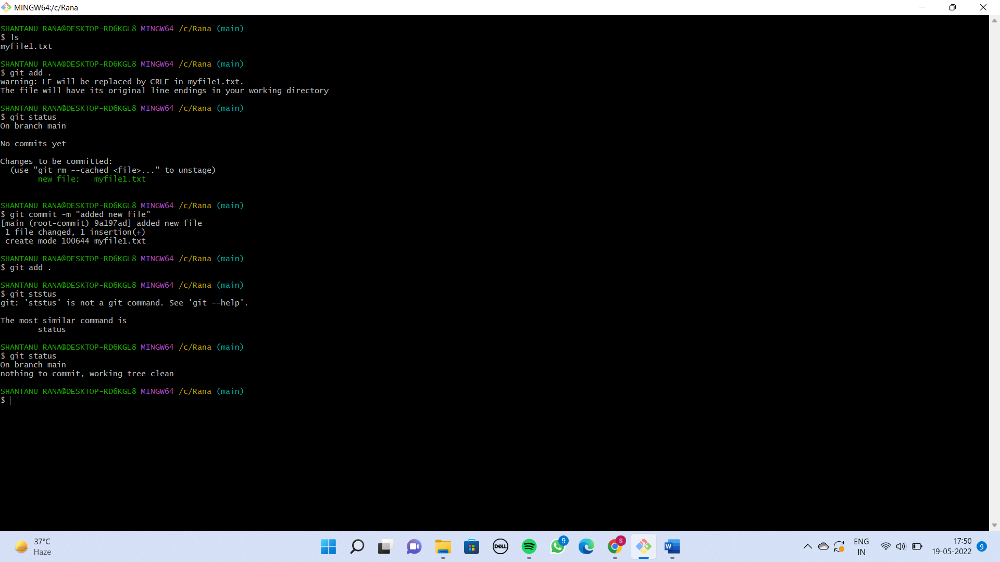 MINGW64:/c/Rana
SHANTANU RANA@DESKTOP-RD6KGL8 MINGW64 /c/Rana (main)
$ ls
myfile1.txt
SHANTANU RANA@DESKTOP-RD6KGL8 MINGW64 /c/Rana (main)
$ git add .
warning: LF will be replaced by CRLF in myfile1.txt.
The file will have its original line endings in your working directory
SHANTANU RANA@DESKTOP-RD6KGL8 MINGW64 /c/Rana (main)
$ git status
On branch main
No commits yet
Changes to be committed:
  (use "git rm --cached <file>..." to unstage)
        new file:   myfile1.txt
SHANTANU RANA@DESKTOP-RD6KGL8 MINGW64 /c/Rana (main)
$ git commit -m "added new file"
[main (root-commit) 9a197ad] added new file
 1 file changed, 1 insertion(+)
 create mode 100644 myfile1.txt
SHANTANU RANA@DESKTOP-RD6KGL8 MINGW64 /c/Rana (main)
$ git add .
SHANTANU RANA@DESKTOP-RD6KGL8 MINGW64 /c/Rana (main)
$ git ststus
git: 'ststus' is not a git command. See 'git --help'.
The most similar command is
        status
SHANTANU RANA@DESKTOP-RD6KGL8 MINGW64 /c/Rana (main)
$ git status
On branch main
nothing to commit, working tree clean
SHANTANU RANA@DESKTOP-RD6KGL8 MINGW64 /c/Rana (main)
$
37°C
Haze
DELL
9
S
W
ENG
IN
17:50
19-05-2022
9